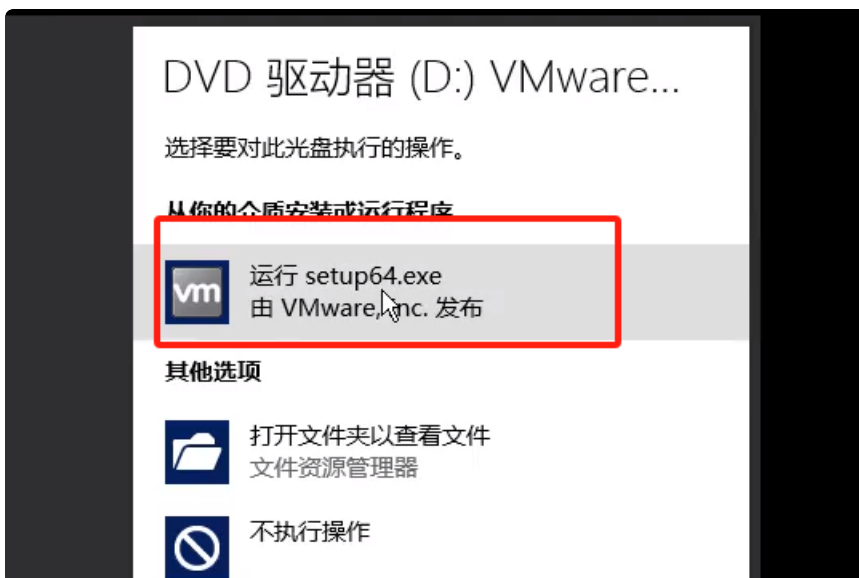 DVD 驱动器 (D:) VMware...
选择要对此光盘执行的操作。
从你的介质安装或运行程序
vm
运行 setup64.exe
由 VMware, Inc. 发布
其他选项
打开文件夹以查看文件
文件资源管理器
不执行操作